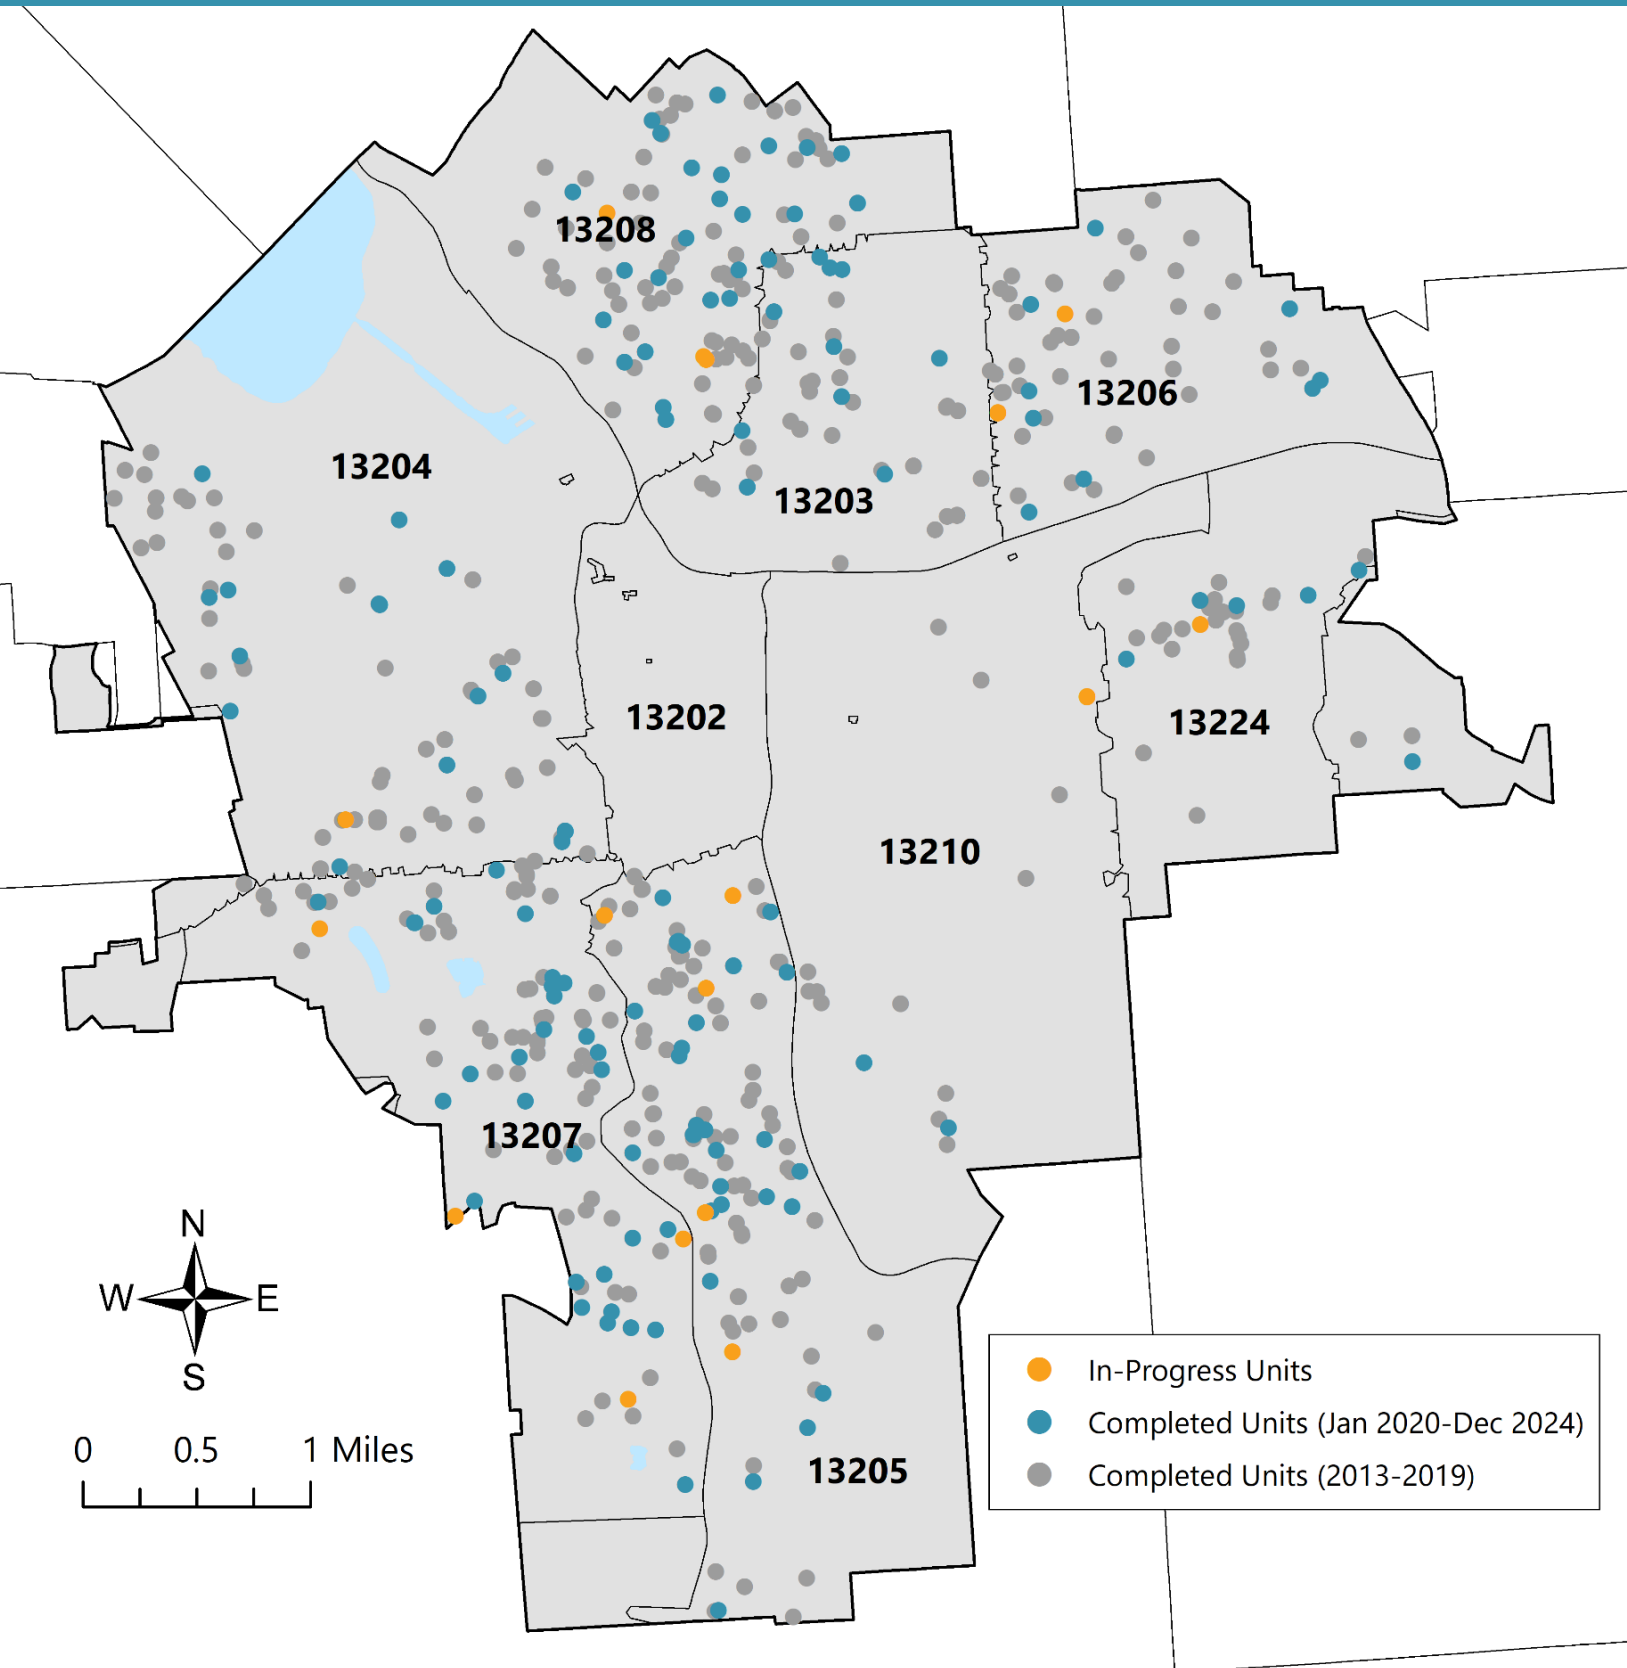 13208
13206
13204
13203
13202
13224
13210
13207
N
W
E
S
0 0.5 1 Miles
In-Progress Units
Completed Units (Jan 2020-Dec 2024)
Completed Units (2013-2019)
13205